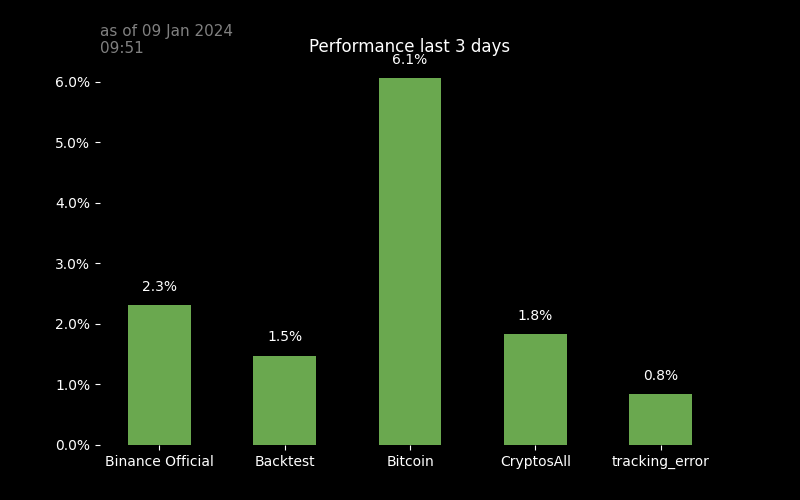 as of 09 Jan 2024
09:51
Performance last 3 days
6.1%
6.0%
5.0%
4.0%
3.0%
2.3%
2.0%
1.8%
1.5%
1.0%
0.8%
0.0%
Binance Official
Backtest
Bitcoin
CryptosAll
tracking_error